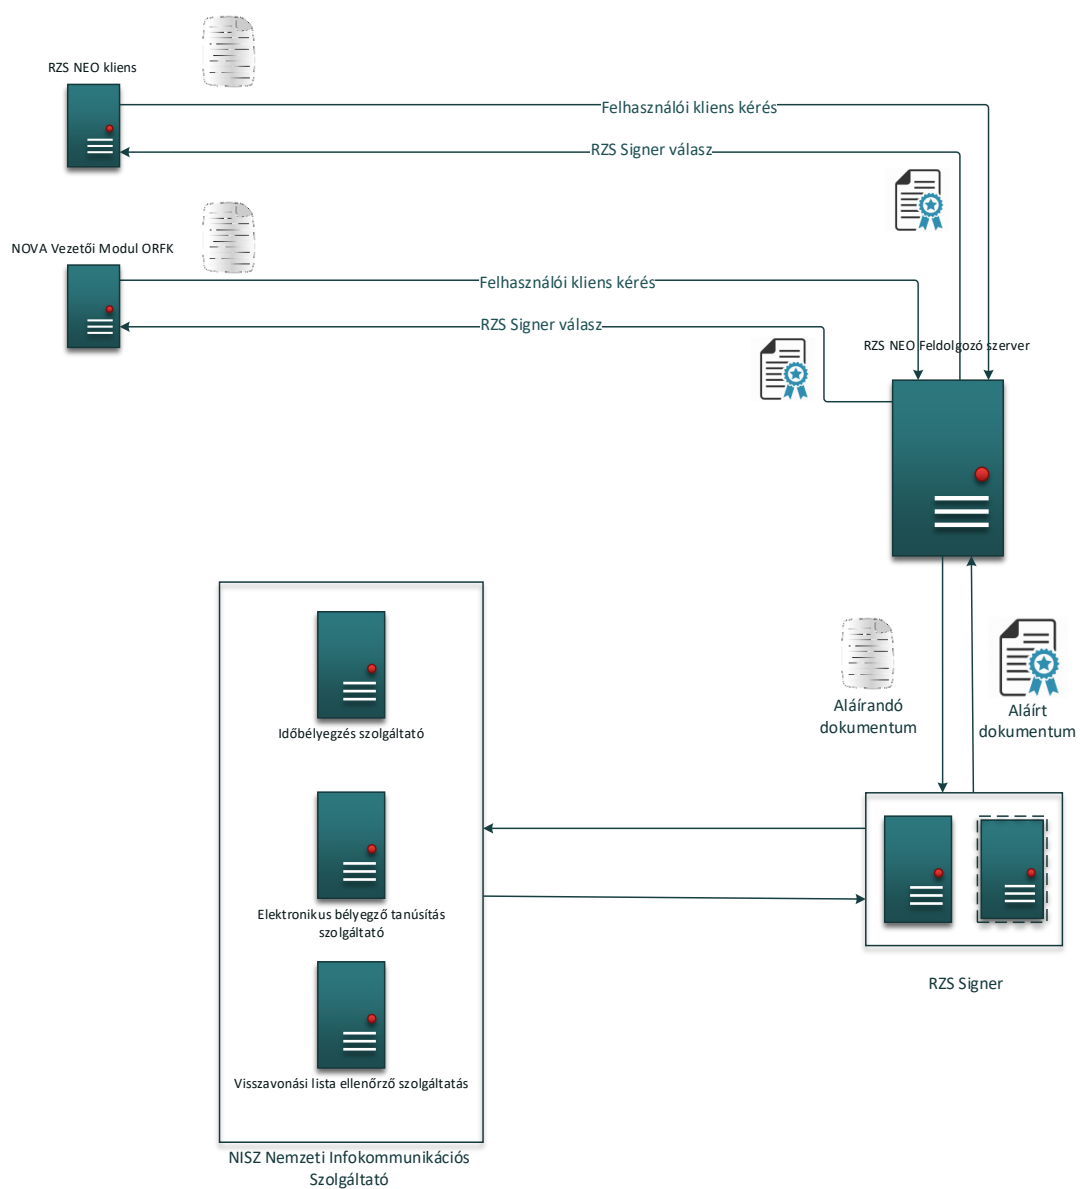 RZS NEO kliens
Felhasználói kliens kérés
RZS Signer válasz
NOVA Vezetői Modul ORFK
Felhasználói kliens kérés
RZS Signer válasz
RZS NEO Feldolgozó szerver
Aláírandó
dokumentum
Aláírt
dokumentum
Időbélyegzés szolgáltató
Elektronikus bélyegző tanúsítás
szolgáltató
RZS Signer
Visszavonási lista ellenőrző szolgáltatás
NISZ Nemzeti Infokommunikációs
Szolgáltató